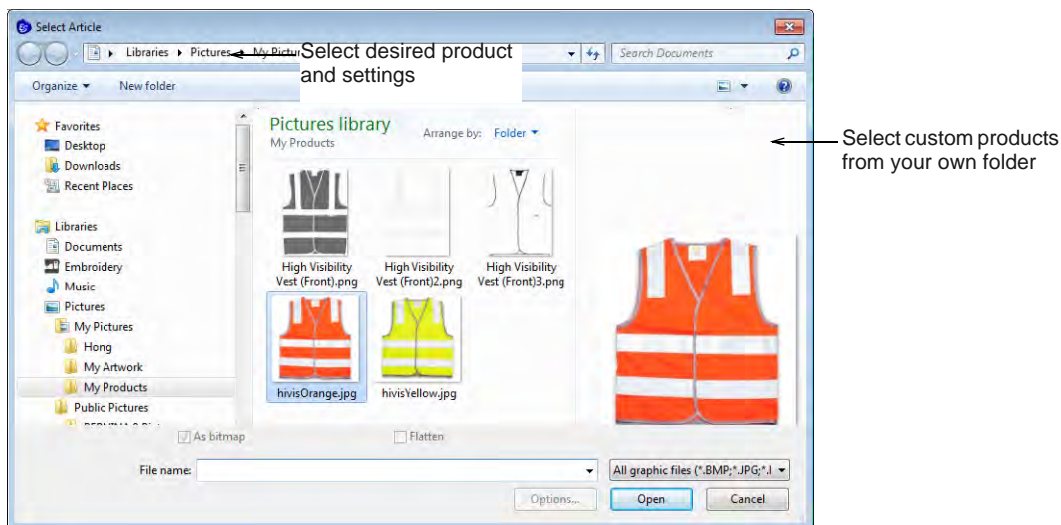 Select Article
Libraries Pictures My Pictur
Search Documents
Select desired product
and settings
Organize
New folder
Favorites
Desktop
Downloads
Recent Places
Libraries
Documents
Embroidery
Music
Pictures
My Pictures
Hong
My Artwork
My Products
Public Pictures
Pictures library
My Products
Arrange by: Folder
High Visibility
Vest (Front).png
High Visibility
Vest (Front)2.png
High Visibility
Vest (Front)3.png
hivisOrange.jpg
hivisYellow.jpg
Select custom products
from your own folder
As bitmap
Flatten
File name:
All graphic files (*.BMP;*.JPG;*.I
Options...
Open
Cancel